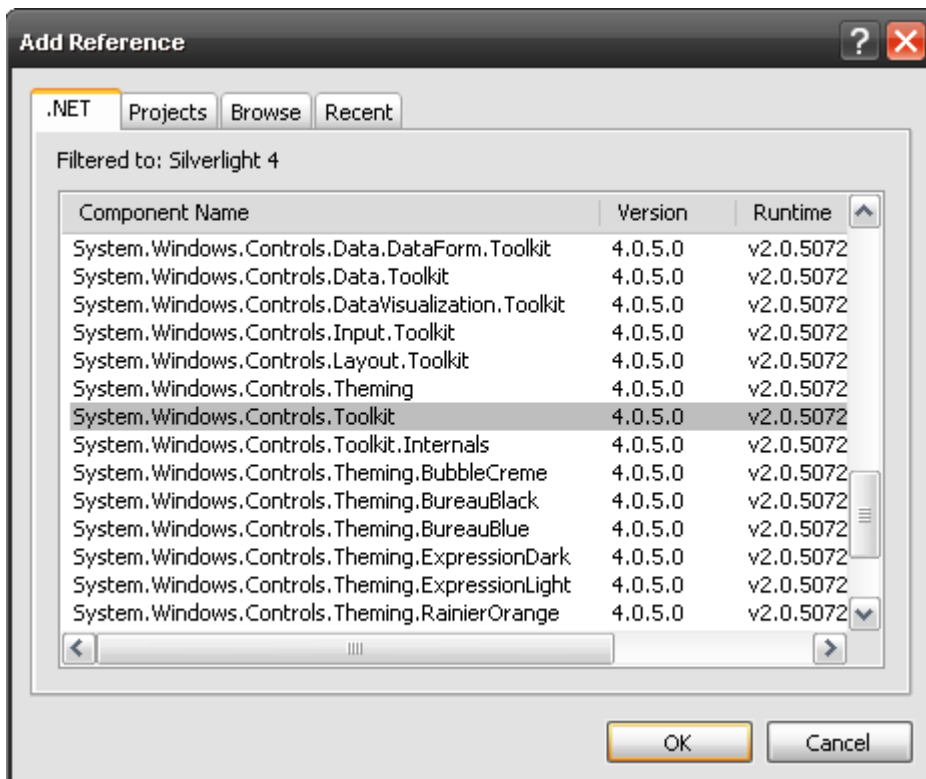 Add Reference
.NET Projects Browse Recent
Filtered to: Silverlight 4
Component Name Version Runtime
System.Windows.Controls.Data.DataForm.Toolkit 4.0.5.0 v2.0.5072
System.Windows.Controls.Data.Toolkit 4.0.5.0 v2.0.5072
System.Windows.Controls.DataVisualization.Toolkit 4.0.5.0 v2.0.5072
System.Windows.Controls.Input.Toolkit 4.0.5.0 v2.0.5072
System.Windows.Controls.Layout.Toolkit 4.0.5.0 v2.0.5072
System.Windows.Controls.Theming 4.0.5.0 v2.0.5072
System.Windows.Controls.Toolkit 4.0.5.0 v2.0.5072
System.Windows.Controls.Toolkit.Internals 4.0.5.0 v2.0.5072
System.Windows.Controls.Theming.BubbleCreme 4.0.5.0 v2.0.5072
System.Windows.Controls.Theming.BureauBlack 4.0.5.0 v2.0.5072
System.Windows.Controls.Theming.BureauBlue 4.0.5.0 v2.0.5072
System.Windows.Controls.Theming.ExpressionDark 4.0.5.0 v2.0.5072
System.Windows.Controls.Theming.ExpressionLight 4.0.5.0 v2.0.5072
System.Windows.Controls.Theming.RainierOrange 4.0.5.0 v2.0.5072
OK Cancel